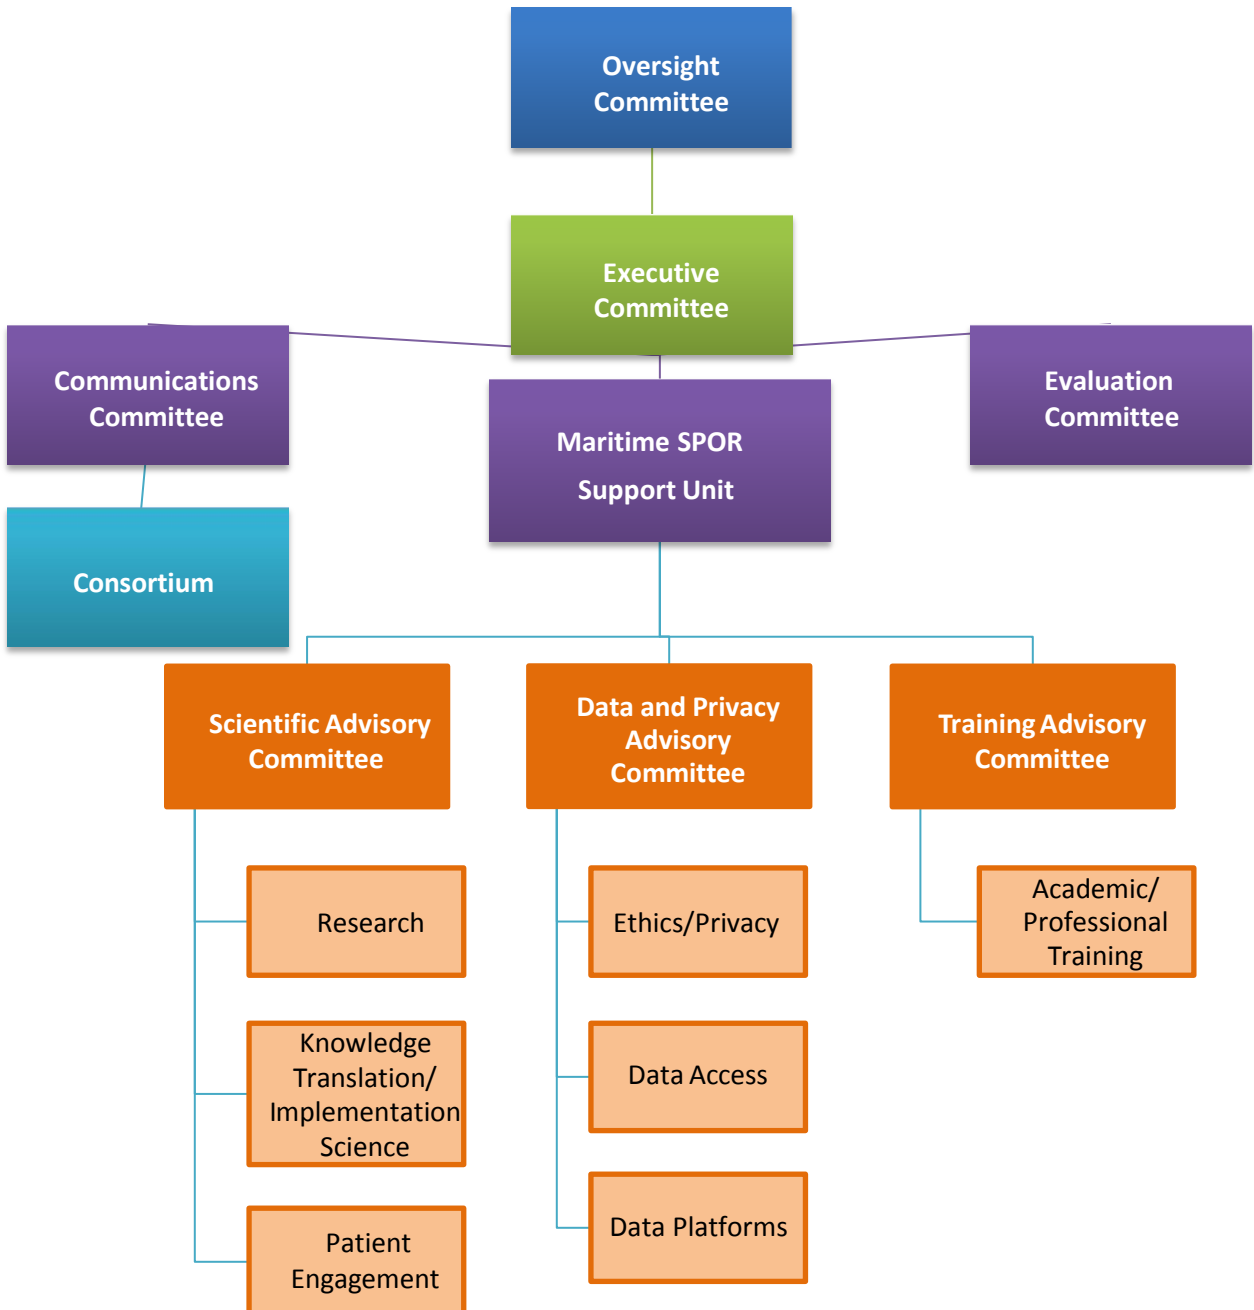 Oversight
Committee
Executive
Committee
Communications
Committee
Evaluation
Committee
Maritime SPOR
Support Unit
Consortium
Scientific Advisory
Committee
Data and Privacy
Advisory
Committee
Training Advisory
Committee
Research
Ethics/Privacy
Academic/
Professional
Training
Knowledge
Translation/
Implementation
Science
Data Access
Patient
Engagement
Data Platforms